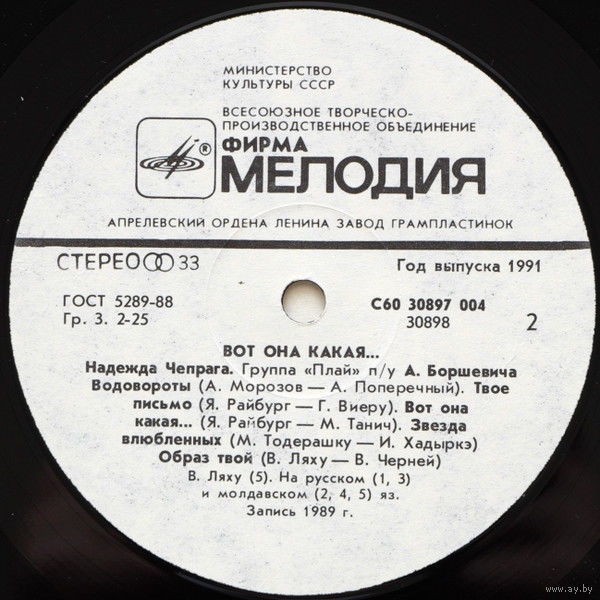 МИНИСТЕРСТВО
КУЛЬТУРЫ СССР
ВСЕСОЮЗНОЕ ТВОРЧЕСКО-
ПРОИЗВОДСТВЕННОЕ ОБЪЕДИНЕНИЕ
® ФИРМА
МЕЛОДИЯ
АПРЕЛЕВСКИЙ ОРДЕНА ЛЕНИНА ЗАВОД ГРАМПЛАСТИНОК
СТЕРЕО 33
Год выпуска 1991
ГОСТ 5289-88
С60 30897 004
Гр. 3. 2-25
30898
2
ВОТ ОНА КАКАЯ...
Надежда Чепрага. Группа «Плай» п/у А. Боршевича
Водовороты (А. Морозов — А. Поперечный). Твое
письмо (Я. Райбург — Г. Виеру). Вот она
какая... (Я. Райбург — М. Танич). Звезда
влюбленных (М. Тодерашку — И. Хадыркэ)
Образ твой (В. Ляху — В. Черней)
В. Ляху (5). На русском (1, 3)
и молдавском (2, 4, 5) яз.
Запись 1989 г.
www.ay.by